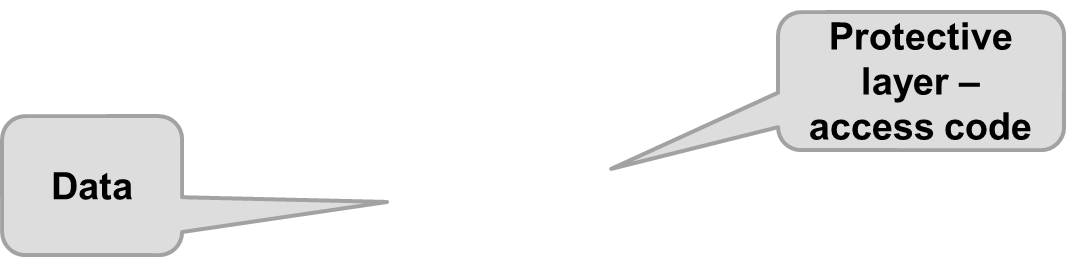 Protective
layer –
access code
Data